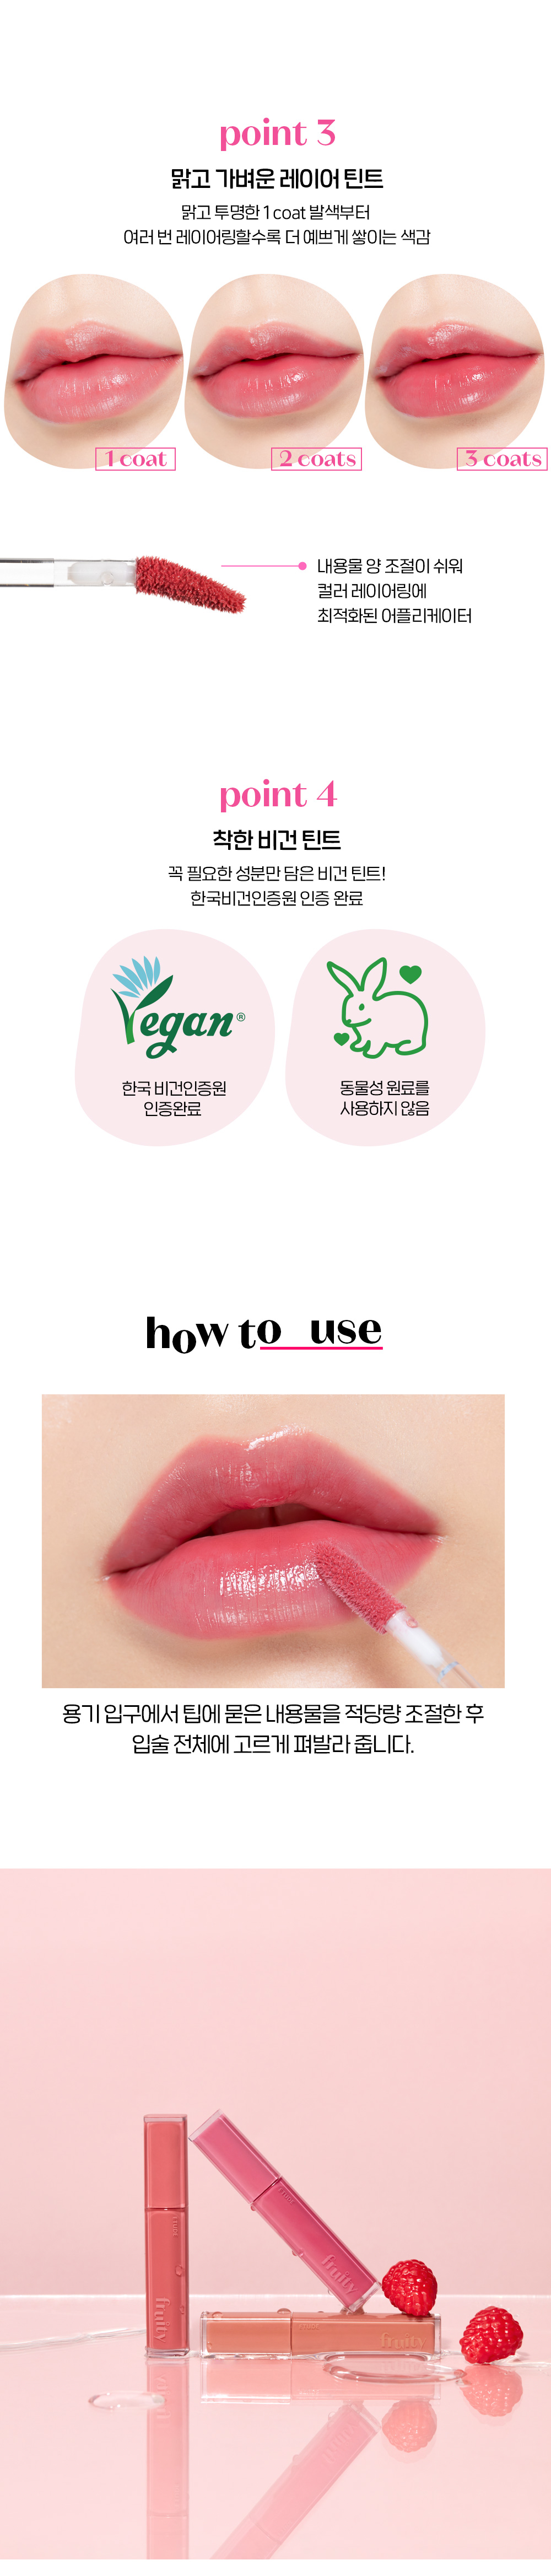 point 3
맑고 가벼운 레이어 틴트
맑고 투명한 1 coat 발색부터
여러 번 레이어링할수록 더 예쁘게 쌓이는 색감
1 coat
2 coats
3 coats
내용물 양 조절이 쉬워
컬러 레이어링에
최적화된 어플리케이터
point 4
착한 비건 틴트
꼭 필요한 성분만 담은 비건 틴트!
한국비건인증원 인증 완료
Vegan®
한국 비건인증원
인증완료
동물성 원료를
사용하지 않음
how to use
용기 입구에서 팁에 묻은 내용물을 적당량 조절한 후
입술 전체에 고르게 펴발라 줍니다.
fruity
fruity
fruity